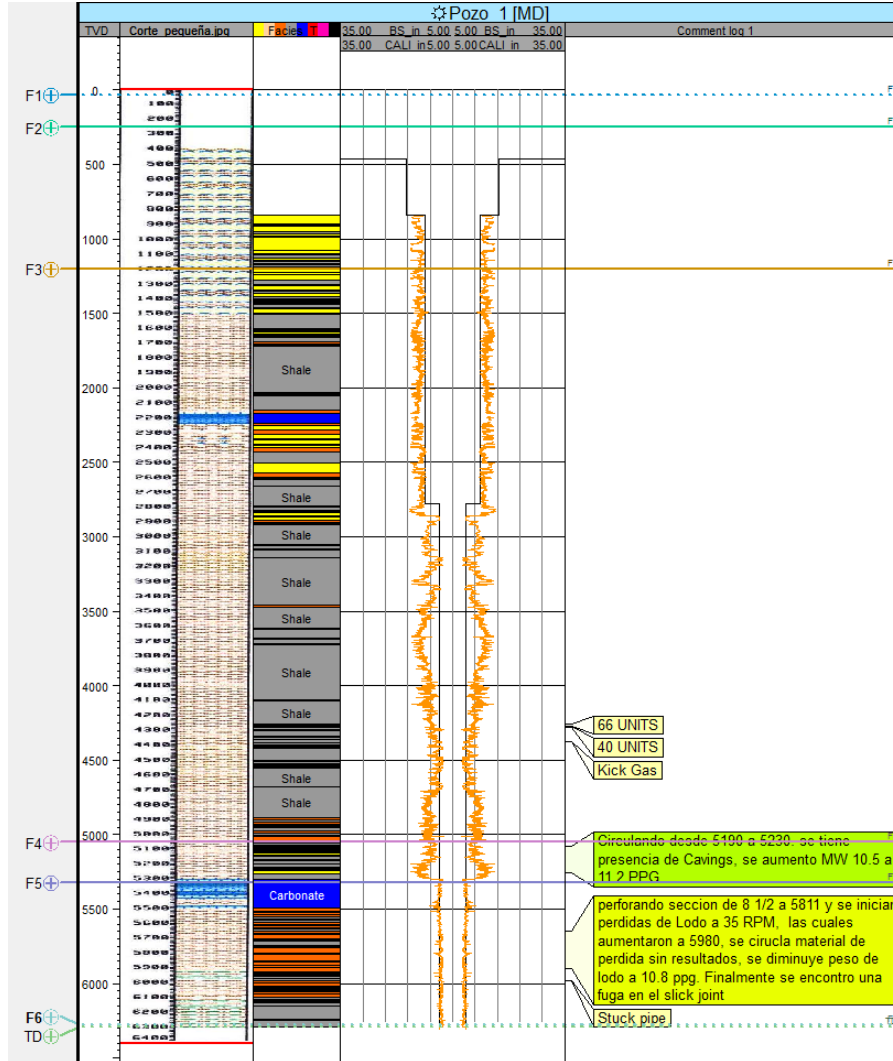 Pozo 1 [MD]
TVD Corte_pequeña.jpg Facies T 35.00 BS_in 5.00 5.00 BS_in 35.00 Comment log 1
35.00 CALI_in 5.00 5.00 CALI_in 35.00
0
F1
F2
500
1000
F3
1500
Shale
2000
2500
Shale
3000
Shale
Shale
3500
Shale
Shale
4000
Shale
66 UNITS
40 UNITS
4500
Kick Gas
Shale
Shale
5000
F4
Circulando desde 5190 a 5230. se tiene
presencia de Cavings, se aumento MW 10.5 a
11.2 PPG
F5
Carbonate
5500
perforando seccion de 8 1/2 a 5811 y se inician
perdidas de Lodo a 35 RPM, las cuales
aumentaron a 5980, se cirucla material de
perdida sin resultados, se diminuye peso de
lodo a 10.8 ppg. Finalmente se encontro una
fuga en el slick joint
6000
Stuck pipe
F6
TD